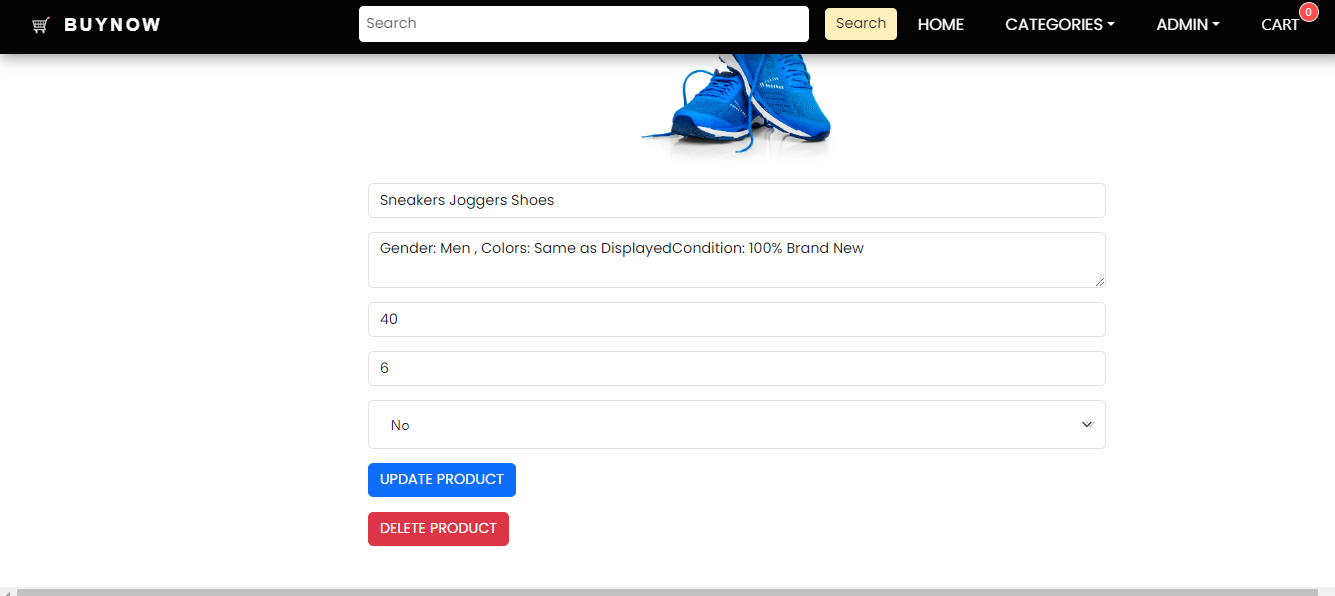 BUYNOW
Search
Search
HOME
CATEGORIES
ADMIN
CART
0
Sneakers Joggers Shoes
Gender: Men , Colors: Same as DisplayedCondition: 100% Brand New
40
6
No
UPDATE PRODUCT
DELETE PRODUCT